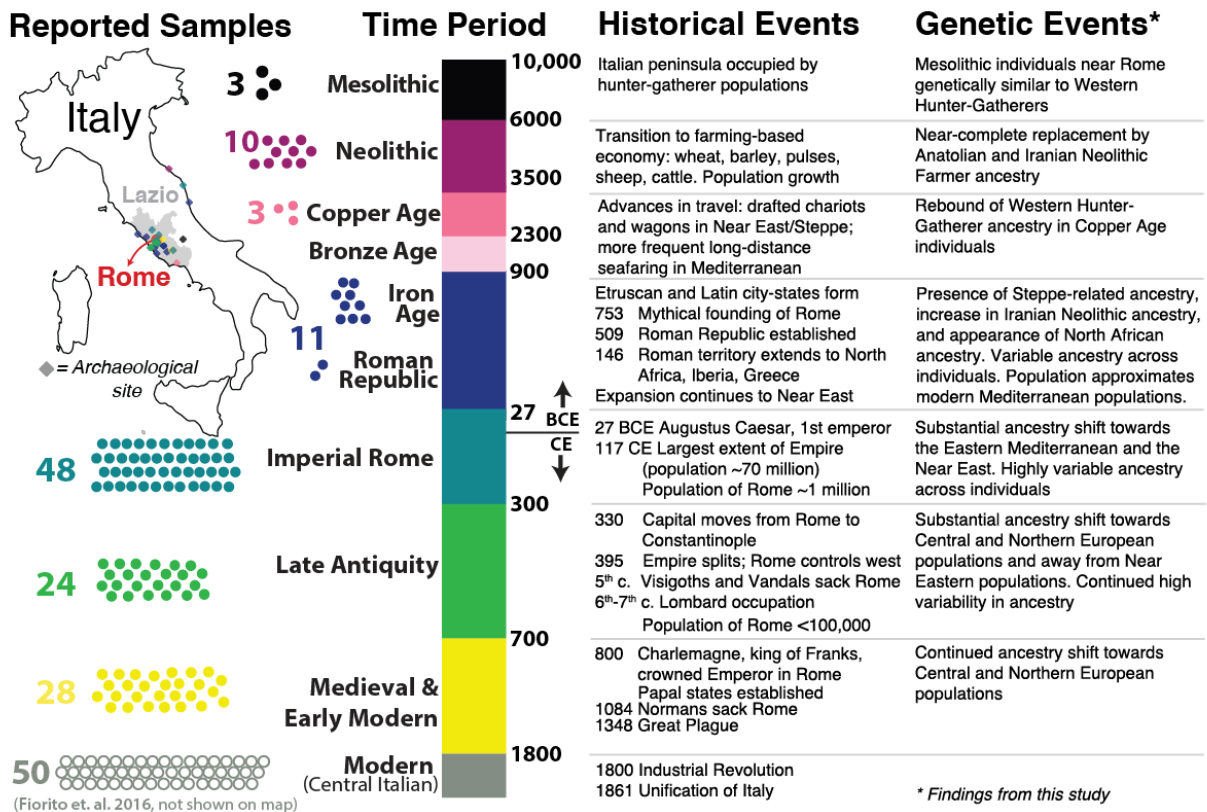 Reported Samples
Time Period
Historical Events
Genetic Events*
Italy
Lazio
Rome
= Archaeological
site
3
Mesolithic
10,000
Italian peninsula occupied by
hunter-gatherer populations
Mesolithic individuals near Rome
genetically similar to Western
Hunter-Gatherers
6000
10
Neolithic
Transition to farming-based
economy: wheat, barley, pulses,
sheep, cattle. Population growth
Near-complete replacement by
Anatolian and Iranian Neolithic
Farmer ancestry
3500
3
Copper Age
2300
Bronze Age
900
Advances in travel: drafted chariots
and wagons in Near East/Steppe;
more frequent long-distance
seafaring in Mediterranean
Rebound of Western Hunter-
Gatherer ancestry in Copper Age
individuals
Iron
Age
11
Roman
Republic
Etruscan and Latin city-states form
753 Mythical founding of Rome
509 Roman Republic established
146 Roman territory extends to North
Africa, Iberia, Greece
Expansion continues to Near East
Presence of Steppe-related ancestry,
increase in Iranian Neolithic ancestry,
and appearance of North African
ancestry. Variable ancestry across
individuals. Population approximates
modern Mediterranean populations.
27
BCE
CE
48
Imperial Rome
27 BCE Augustus Caesar, 1st emperor
117 CE Largest extent of Empire
(population ~70 million)
Population of Rome ~1 million
Substantial ancestry shift towards
the Eastern Mediterranean and the
Near East. Highly variable ancestry
across individuals
300
24
Late Antiquity
330 Capital moves from Rome to
Constantinople
395 Empire splits; Rome controls west
5th c. Visigoths and Vandals sack Rome
6th-7th c. Lombard occupation
Population of Rome <100,000
Substantial ancestry shift towards
Central and Northern European
populations and away from Near
Eastern populations. Continued high
variability in ancestry
700
28
Medieval &
Early Modern
800 Charlemagne, king of Franks,
crowned Emperor in Rome
Papal states established
1084 Normans sack Rome
1348 Great Plague
Continued ancestry shift towards
Central and Northern European
populations
1800
50
Modern
(Central Italian)
(Fiorito et. al. 2016, not shown on map)
1800 Industrial Revolution
1861 Unification of Italy
* Findings from this study